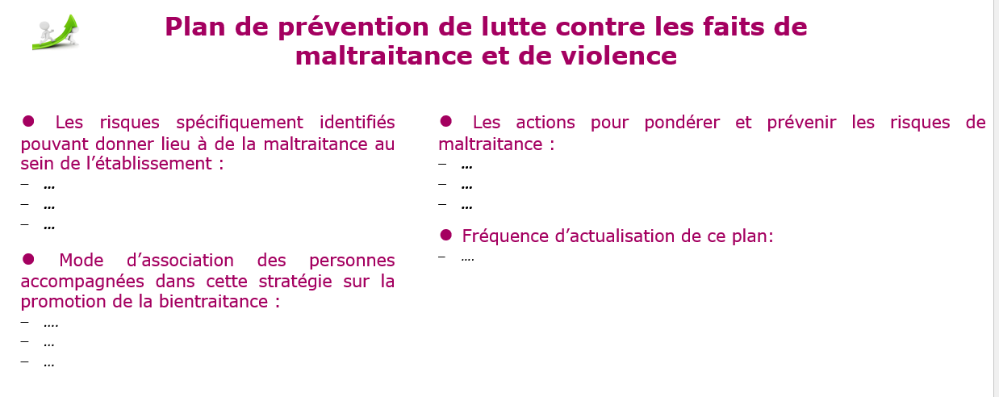 Plan de prévention de lutte contre les faits de
maltraitance et de violence
● Les risques spécifiquement identifiés
pouvant donner lieu à de la maltraitance au
sein de l’établissement :
– …
– …
– …
● Mode d’association des personnes
accompagnées dans cette stratégie sur la
promotion de la bientraitance :
– ….
– …
– …
● Les actions pour pondérer et prévenir les risques de
maltraitance :
– …
– …
– …
● Fréquence d’actualisation de ce plan:
– ….